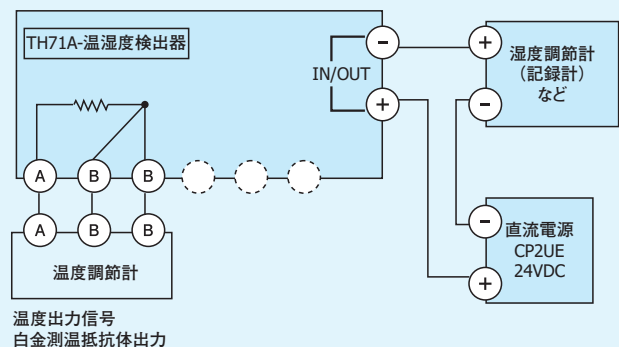 TH71A-温湿度検出器
IN/OUT
−
+
+
−
湿度調節計
（記録計）
など
A
B
B
A
B
B
温度調節計
−
+
直流電源
CP2UE
24VDC
温度出力信号
白金測温抵抗体出力